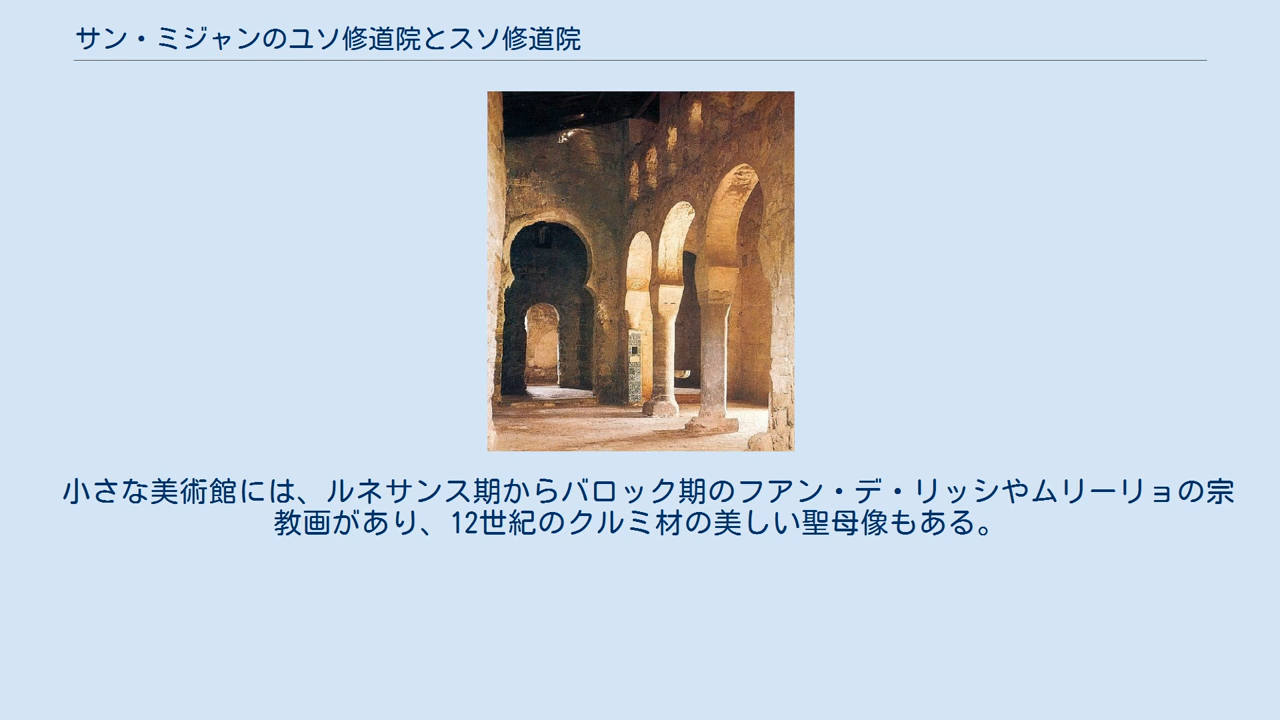 サン・ミジャンのユソ修道院とスソ修道院
小さな美術館には、ルネサンス期からバロック期のフアン・デ・リッシやムリーリョの宗
教画があり、12世紀のクルミ材の美しい聖母像もある。